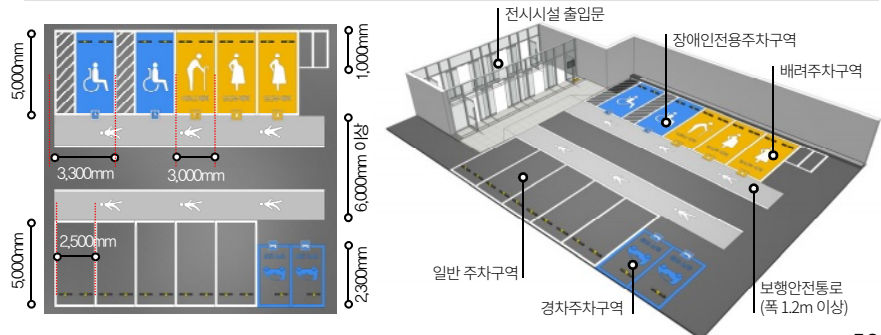 5,000mm
1,000mm
3,300mm
3,000mm
6,000mm 이상
2,500mm
5,000mm
2,300mm
전시시설 출입문
장애인전용주차구역
배려주차구역
일반 주차구역
경차주차구역
보행안전통로
(폭 1.2m 이상)